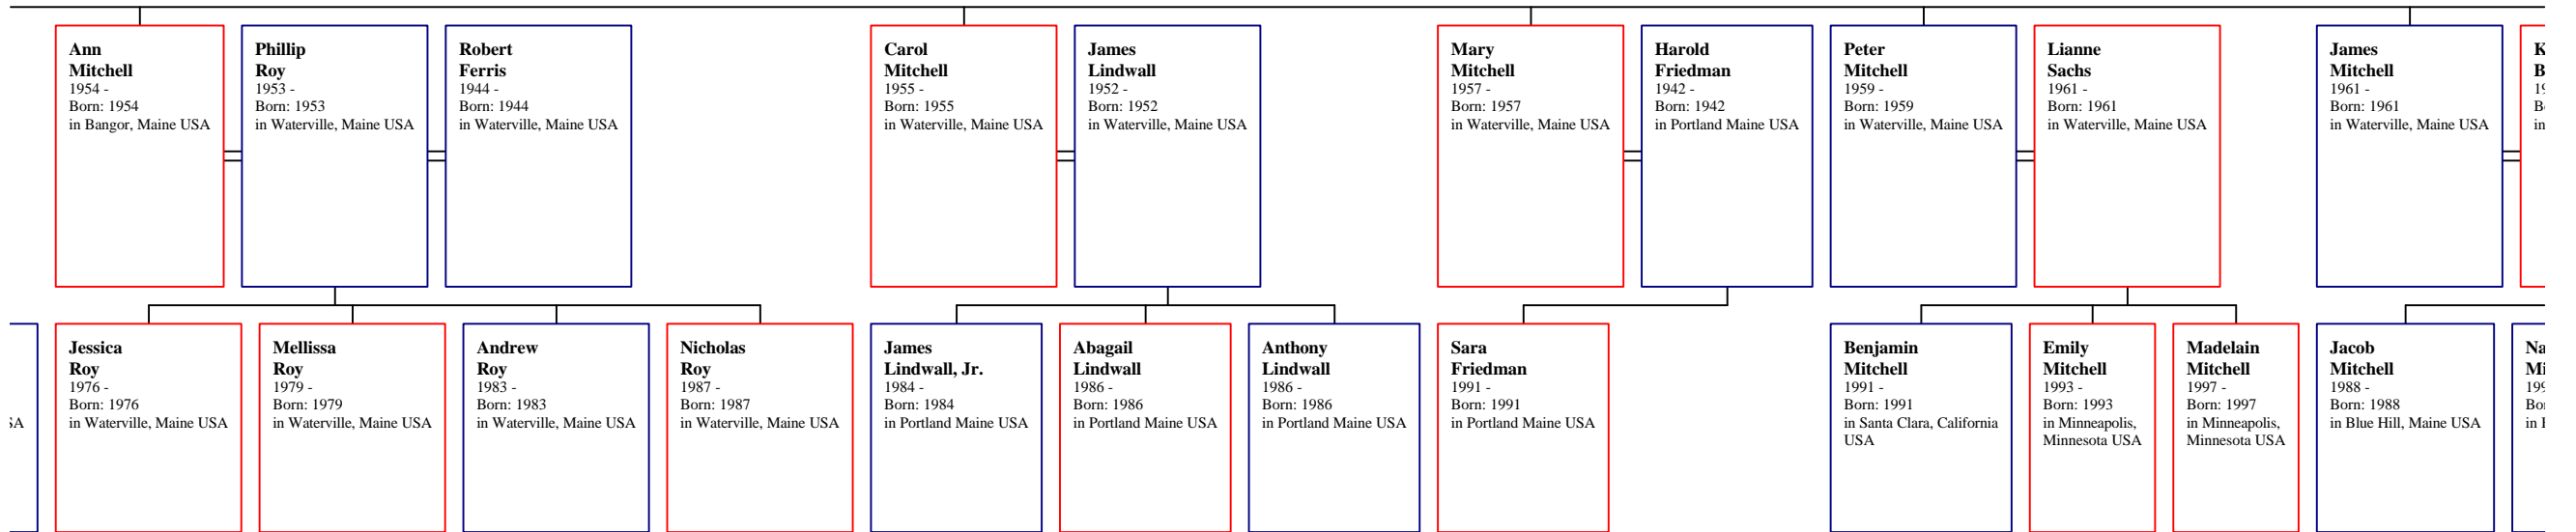 Ann
Mitchell
1954 -
Born: 1954
in Bangor, Maine USA
Phillip
Roy
1953 -
Born: 1953
in Waterville, Maine USA
Robert
Ferris
1944 -
Born: 1944
in Waterville, Maine USA
Carol
Mitchell
1955 -
Born: 1955
in Waterville, Maine USA
James
Lindwall
1952 -
Born: 1952
in Waterville, Maine USA
Mary
Mitchell
1957 -
Born: 1957
in Waterville, Maine USA
Harold
Friedman
1942 -
Born: 1942
in Portland Maine USA
Peter
Mitchell
1959 -
Born: 1959
in Waterville, Maine USA
Lianne
Sachs
1961 -
Born: 1961
in Waterville, Maine USA
James
Mitchell
1961 -
Born: 1961
in Waterville, Maine USA
in
Jessica
Roy
1976 -
Born: 1976
in Waterville, Maine USA
Mellissa
Roy
1979 -
Born: 1979
in Waterville, Maine USA
Andrew
Roy
1983 -
Born: 1983
in Waterville, Maine USA
Nicholas
Roy
1987 -
Born: 1987
in Waterville, Maine USA
James
Lindwall, Jr.
1984 -
Born: 1984
in Portland Maine USA
Abagail
Lindwall
1986 -
Born: 1986
in Portland Maine USA
Anthony
Lindwall
1986 -
Born: 1986
in Portland Maine USA
Sara
Friedman
1991 -
Born: 1991
in Portland Maine USA
Benjamin
Mitchell
1991 -
Born: 1991
in Santa Clara, California
USA
Emily
Mitchell
1993 -
Born: 1993
in Minneapolis,
Minnesota USA
Madelain
Mitchell
1997 -
Born: 1997
in Minneapolis,
Minnesota USA
Jacob
Mitchell
1988 -
Born: 1988
in Blue Hill, Maine USA